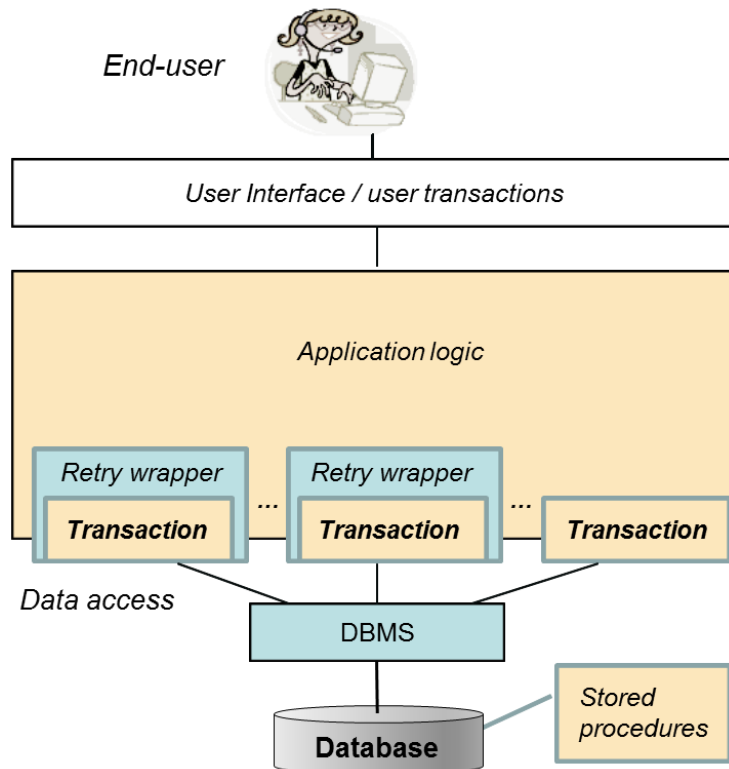 End-user
User Interface / user transactions
Application logic
Retry wrapper
Retry wrapper
Transaction
...
Transaction
...
Transaction
Data access
DBMS
Stored
procedures
Database